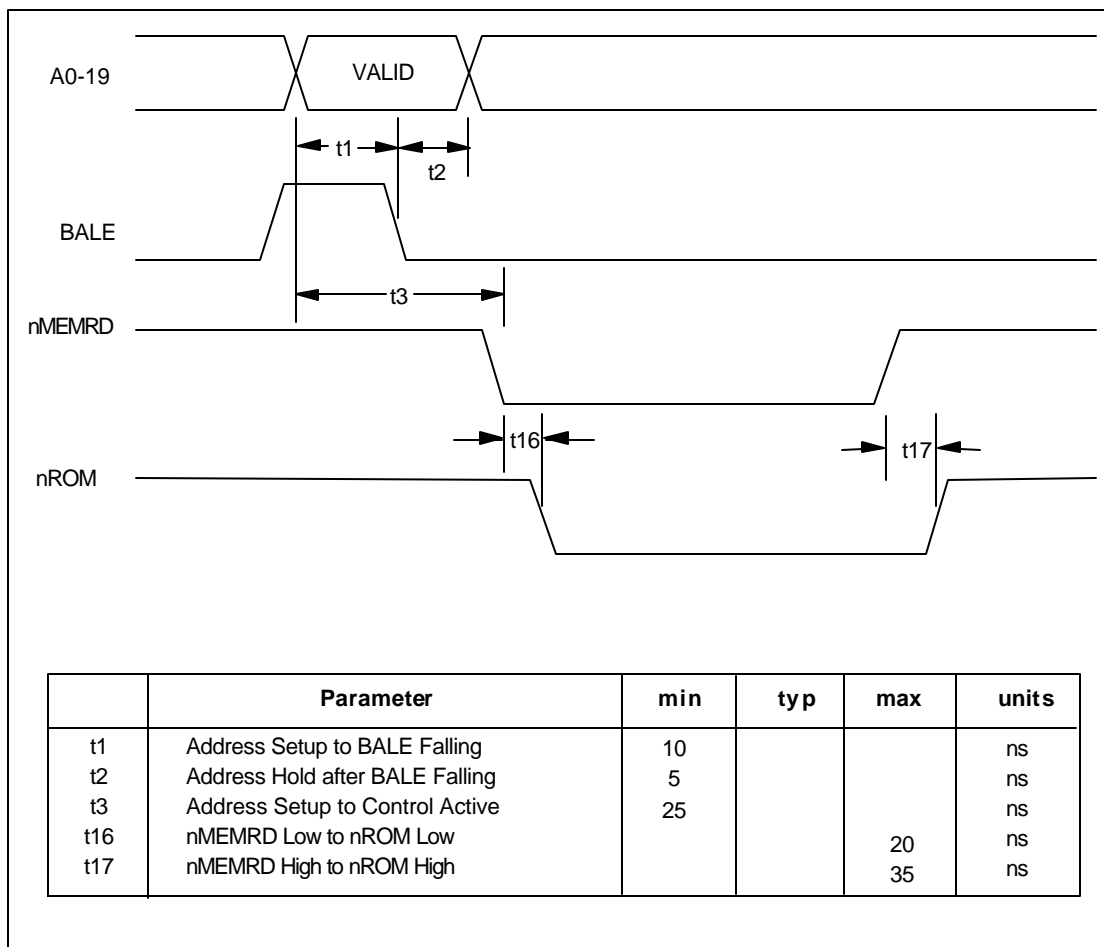 A0-19
VALID
t1
t2
BALE
t3
nMEMRD
t16
t17
nROM
Parameter min typ max units
t1 Address Setup to BALE Falling 10 ns
t2 Address Hold after BALE Falling 5 ns
t3 Address Setup to Control Active 25 ns
t16 nMEMRD Low to nROM Low 20 ns
t17 nMEMRD High to nROM High 35 ns